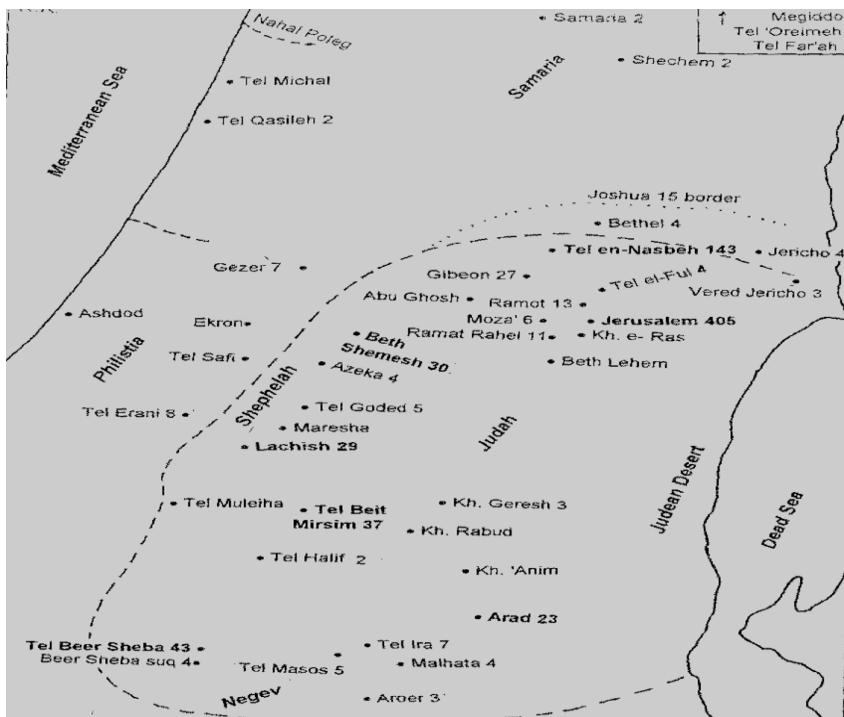 Nahal Poleg
Samaria 2
Megiddo
Tel 'Oreimeh
Tel Far'ah
Mediterranean Sea
Tel Michal
Samaria
Shechem 2
Tel Qasileh 2
Joshua 15 border
Bethel 4
Tel en-Nasbeh 143
Jericho 4
Gezer 7
Gibeon 27
Tel el-Ful 4
Vered Jericho 3
Abu Ghosh
Ramot 13
Ashdod
Ekron
Moza' 6
Jerusalem 405
Beth
Shemesh 30
Ramat Rahel 11
Kh. e- Ras
Philistia
Tel Safi
Azeka 4
Beth Lehem
Shephelah
Tel Erani 8
Tel Goded 5
Maresha
Judah
Lachish 29
Judean Desert
Dead Sea
Tel Muleiha
Tel Beit
Mirsim 37
Kh. Geresh 3
Kh. Rabud
Tel Halif 2
Kh. 'Anim
Arad 23
Tel Beer Sheba 43
Tel Ira 7
Beer Sheba suq 4
Tel Masos 5
Malhata 4
Negev
Aroer 3